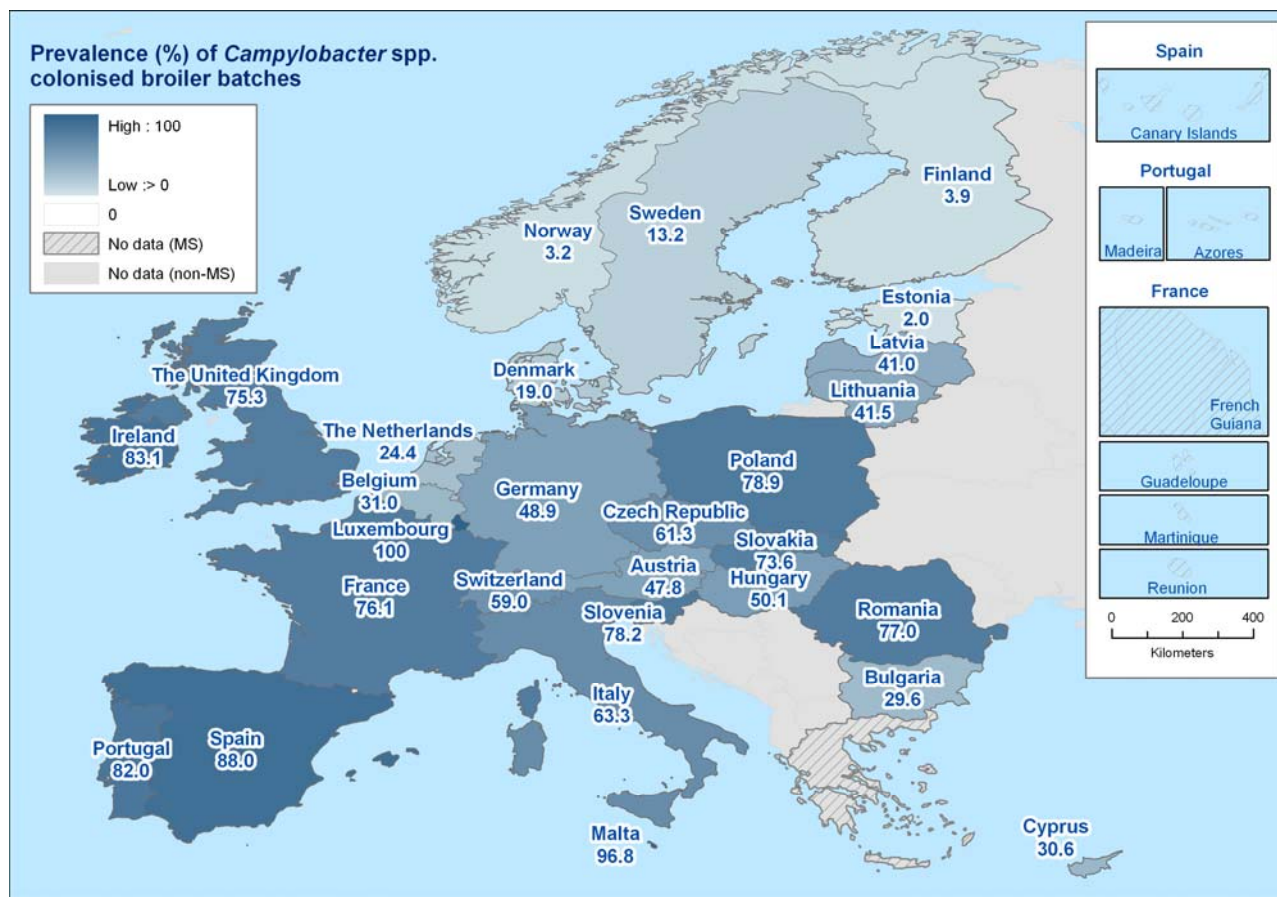 Prevalence (%) of Campylobacter spp.
colonised broiler batches
High : 100
Low :> 0
0
No data (MS)
No data (non-MS)
Finland
3.9
Sweden
13.2
Norway
3.2
Estonia
2.0
Latvia
41.0
Lithuania
41.5
Denmark
19.0
The United Kingdom
75.3
Ireland
83.1
The Netherlands
24.4
Belgium
31.0
Luxembourg
100
Germany
48.9
Poland
78.9
Czech Republic
61.3
Slovakia
73.6
Austria
47.8
Hungary
50.1
France
76.1
Switzerland
59.0
Slovenia
78.2
Romania
77.0
Bulgaria
29.6
Italy
63.3
Portugal
82.0
Spain
88.0
Malta
96.8
Cyprus
30.6
Spain
Canary Islands
Portugal
Madeira
Azores
France
French
Guiana
Guadeloupe
Martinique
Reunion
0 200 400
Kilometers